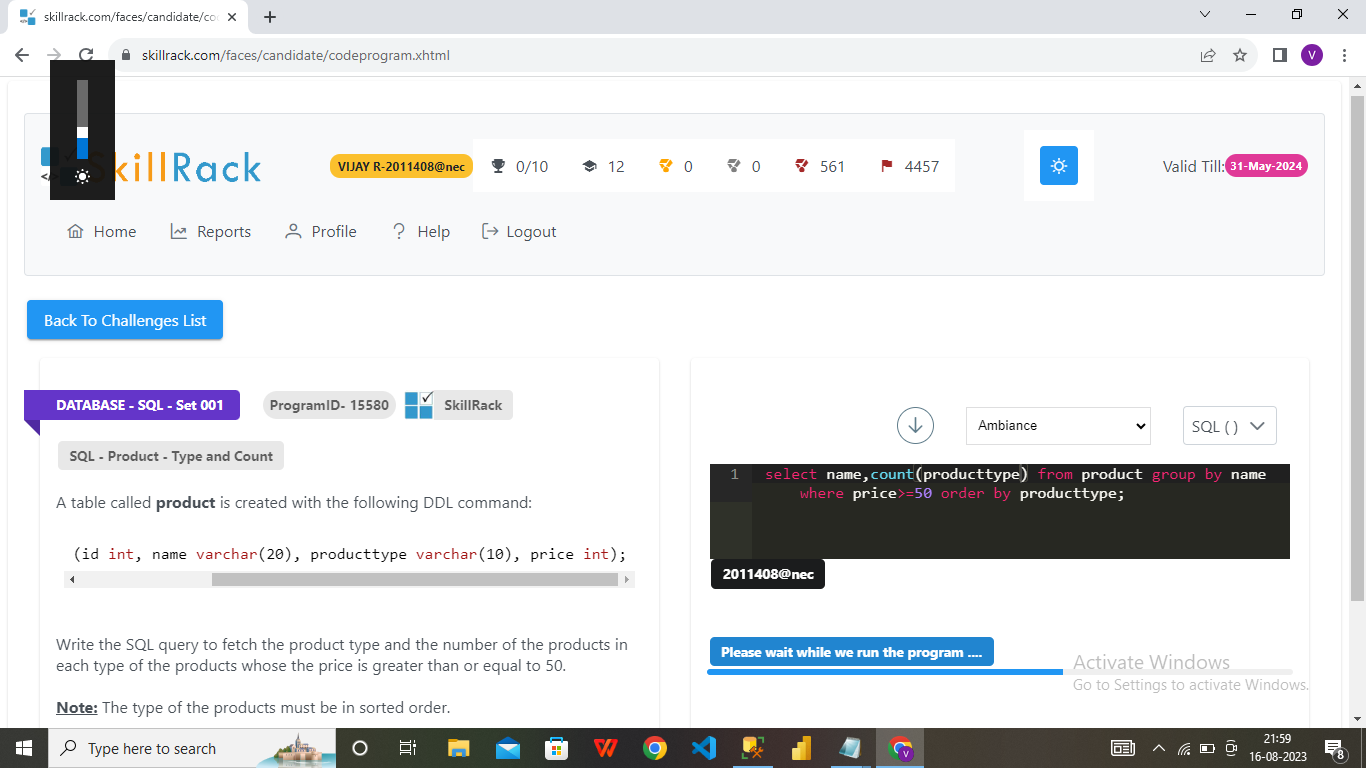 skillrack.com/faces/candidate/co
skillrack.com/faces/candidate/codeprogram.xhtml
V
killRack
VIJAY R-2011408@nec
0/10
12
0
0
561
4457
Valid Till:
31-May-2024
Home
Reports
Profile
Help
Logout
Back To Challenges List
DATABASE - SQL - Set 001
ProgramID- 15580
SkillRack
SQL - Product - Type and Count
A table called product is created with the following DDL command:
(id int, name varchar(20), producttype varchar(10), price int);
Write the SQL query to fetch the product type and the number of the products in
each type of the products whose the price is greater than or equal to 50.
Note: The type of the products must be in sorted order.
Ambiance
SQL ( )
1 select name,count(producttype) from product group by name
where price>=50 order by producttype;
2011408@nec
Please wait while we run the program ....
Activate Windows
Go to Settings to activate Windows.
Type here to search
21:59
16-08-2023
8